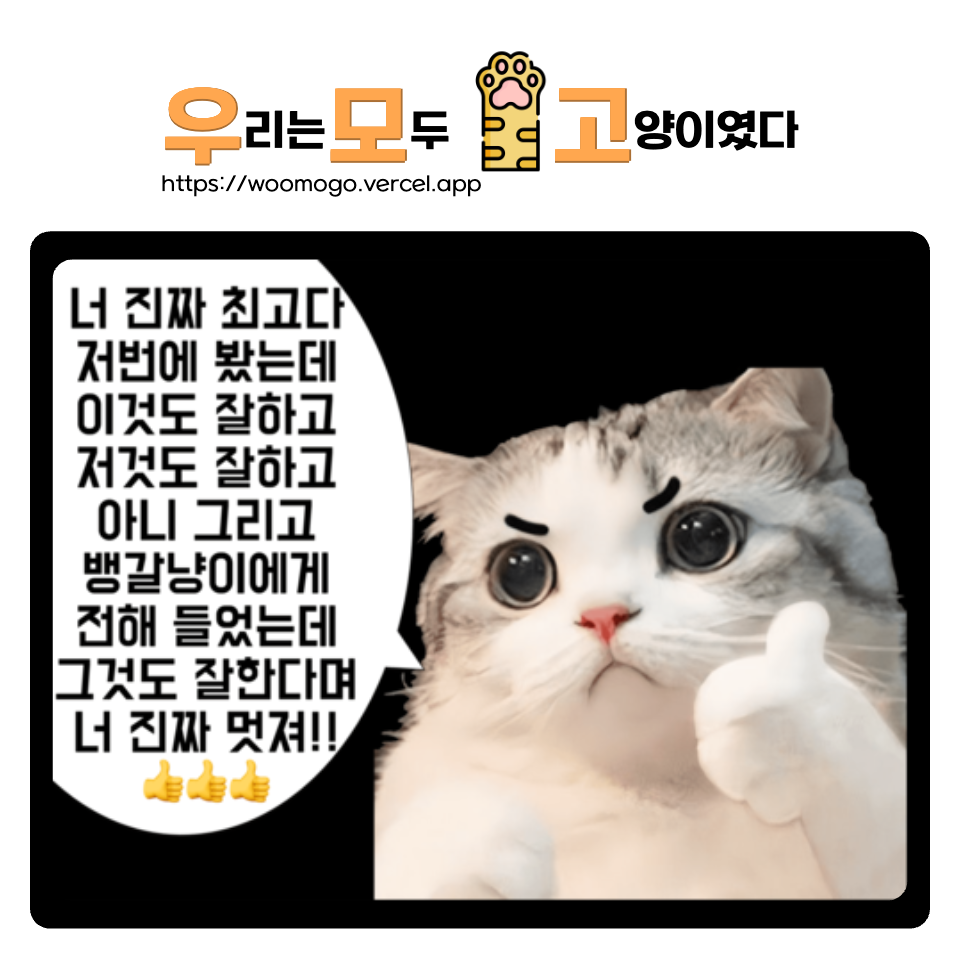 우리는 모두 고양이였다
https://woomogo.vercel.app
너 진짜 최고다
저번에 봤는데
이것도 잘하고
저것도 잘하고
아니 그리고
뱅갈냥이에게
전해 들었는데
그것도 잘한다며
너 진짜 멋져!!
👍👍👍